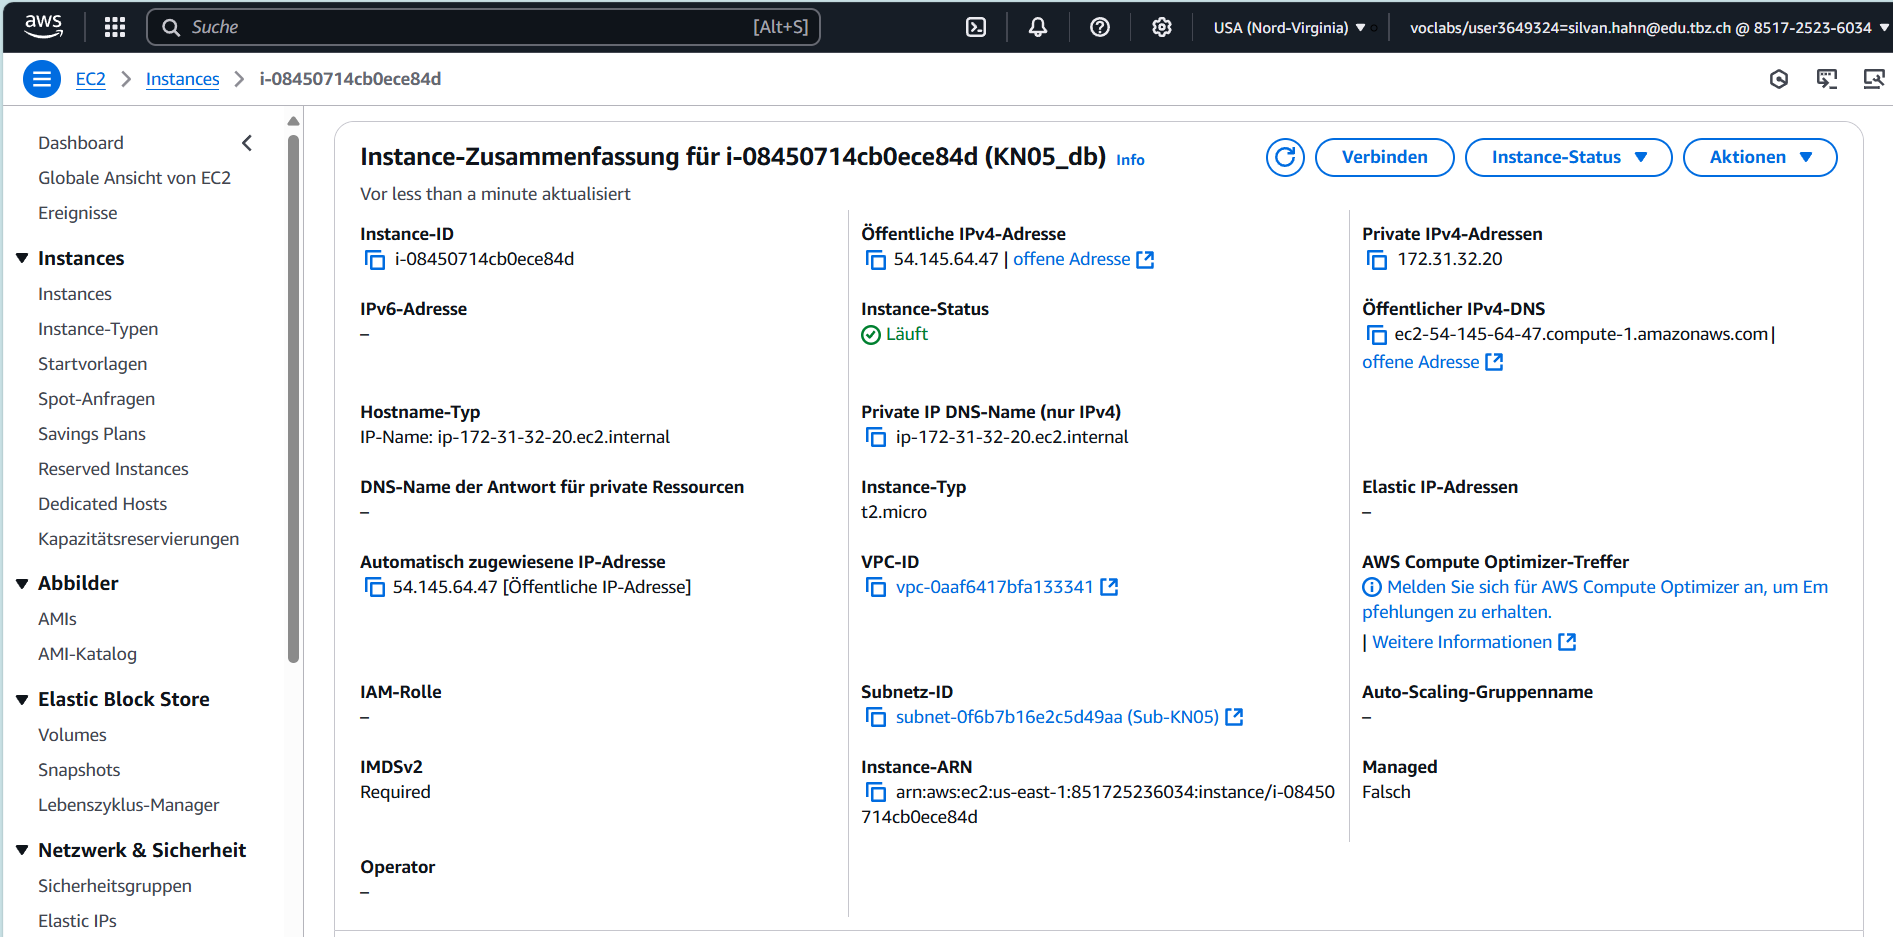 aws
Suche [Alt+S]
USA (Nord-Virginia)
voclabs/user3649324=silvan.hahn@edu.tbz.ch @ 8517-2523-6034
EC2 > Instances > i-08450714cb0ece84d
Dashboard
Globale Ansicht von EC2
Ereignisse
Instances
Instances
Instance-Typen
Startvorlagen
Spot-Anfragen
Savings Plans
Reserved Instances
Dedicated Hosts
Kapazitätsreservierungen
Abbilder
AMIs
AMI-Katalog
Elastic Block Store
Volumes
Snapshots
Lebenszyklus-Manager
Netzwerk & Sicherheit
Sicherheitsgruppen
Elastic IPs
Instance-Zusammenfassung für i-08450714cb0ece84d (KN05_db) Info
Verbinden
Instance-Status
Aktionen
Vor less than a minute aktualisiert
Instance-ID
i-08450714cb0ece84d
Öffentliche IPv4-Adresse
54.145.64.47 | offene Adresse
Private IPv4-Adressen
172.31.32.20
IPv6-Adresse
–
Instance-Status
Läuft
Öffentlicher IPv4-DNS
ec2-54-145-64-47.compute-1.amazonaws.com |
offene Adresse
Hostname-Typ
IP-Name: ip-172-31-32-20.ec2.internal
Private IP DNS-Name (nur IPv4)
ip-172-31-32-20.ec2.internal
DNS-Name der Antwort für private Ressourcen
–
Instance-Typ
t2.micro
Elastic IP-Adressen
–
Automatisch zugewiesene IP-Adresse
54.145.64.47 [Öffentliche IP-Adresse]
VPC-ID
vpc-0aaf6417bfa133341
AWS Compute Optimizer-Treffer
Melden Sie sich für AWS Compute Optimizer an, um Em
pfehlungen zu erhalten.
| Weitere Informationen
IAM-Rolle
–
Subnetz-ID
subnet-0f6b7b16e2c5d49aa (Sub-KN05)
Auto-Scaling-Gruppenname
–
IMDSv2
Required
Instance-ARN
arn:aws:ec2:us-east-1:851725236034:instance/i-08450
714cb0ece84d
Managed
Falsch
Operator
–